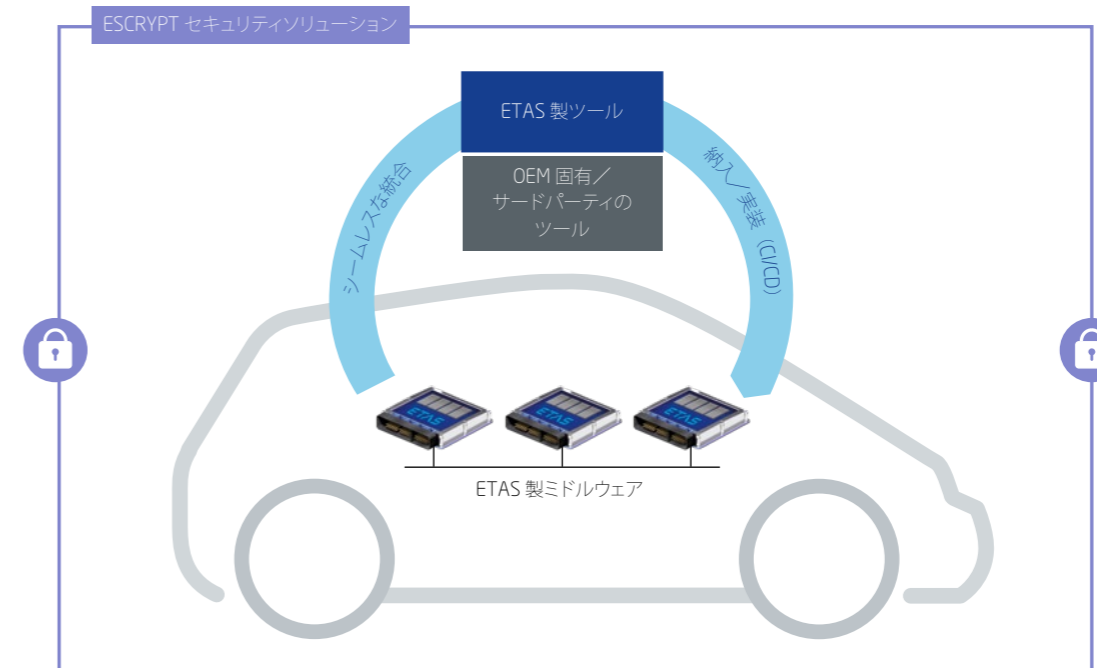 ESCRYPT セキュリティソリューション
ETAS 製ツール
OEM 固有／
サードパーティの
ツール
シームレスな統合
納入／実装（CI/CD）
ETAS
ETAS
ETAS
ETAS 製ミドルウェア